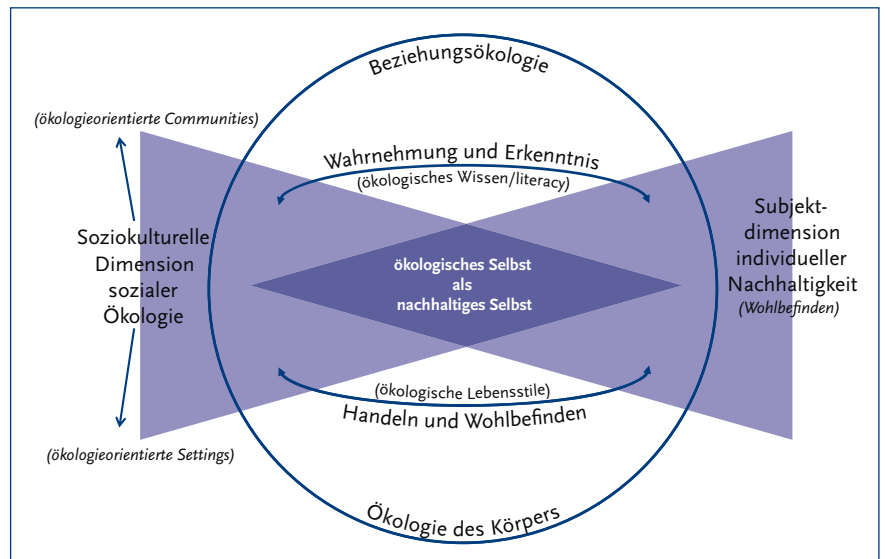 Beziehungsökologie
(ökologieorientierte Communities)
Wahrnehmung und Erkenntnis
(ökologisches Wissen/literacy)
Soziokulturelle
Dimension
sozialer
Ökologie
ökologisches Selbst
als
nachhaltiges Selbst
Subjekt-
dimension
individueller
Nachhaltigkeit
(Wohlbefinden)
(ökologische Lebensstile)
Handeln und Wohlbefinden
(ökologieorientierte Settings)
Ökologie des Körpers